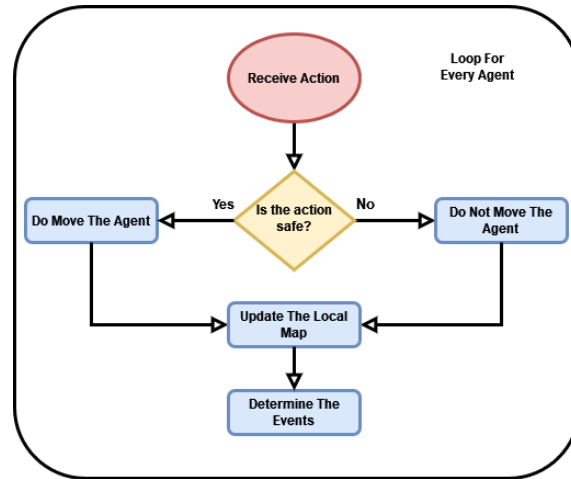 Loop For
Every Agent
Receive Action
Is the action
safe?
Yes
No
Do Move The Agent
Do Not Move The
Agent
Update The Local
Map
Determine The
Events